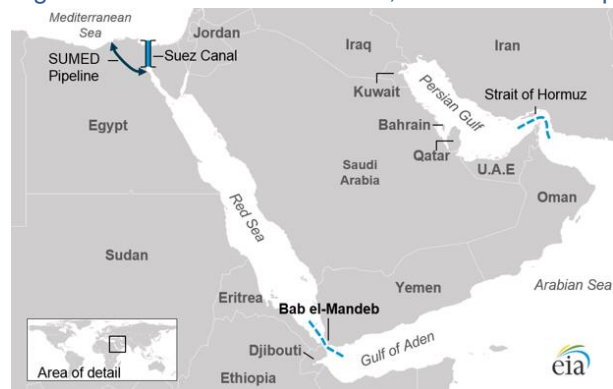 Mediterranean
Sea
SUMED
Pipeline
Suez Canal
Jordan
Iraq
Iran
Kuwait
Persian Gulf
Strait of Hormuz
Egypt
Bahrain
Qatar
Saudi
Arabia
U.A.E
Oman
Red Sea
Sudan
Eritrea
Yemen
Arabian Sea
Bab el-Mandeb
Gulf of Aden
Djibouti
Ethiopia
Area of detail
eia